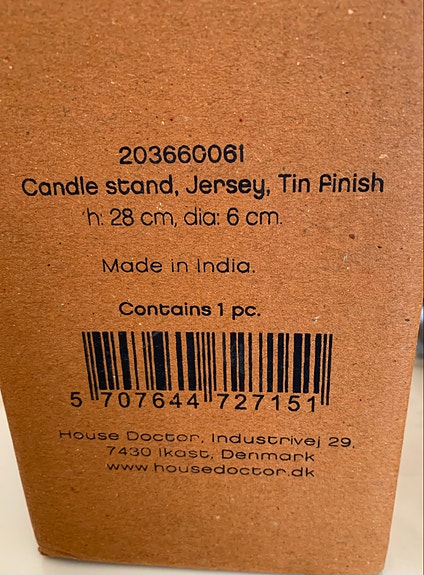 203660061
Candle stand, Jersey, Tin finish
h: 28 cm, dia: 6 cm.
Made in India.
Contains 1 pc.
5 707644 727151
House Doctor, Industrivej 29,
7430 Ikast, Denmark
www.housedoctor.dk